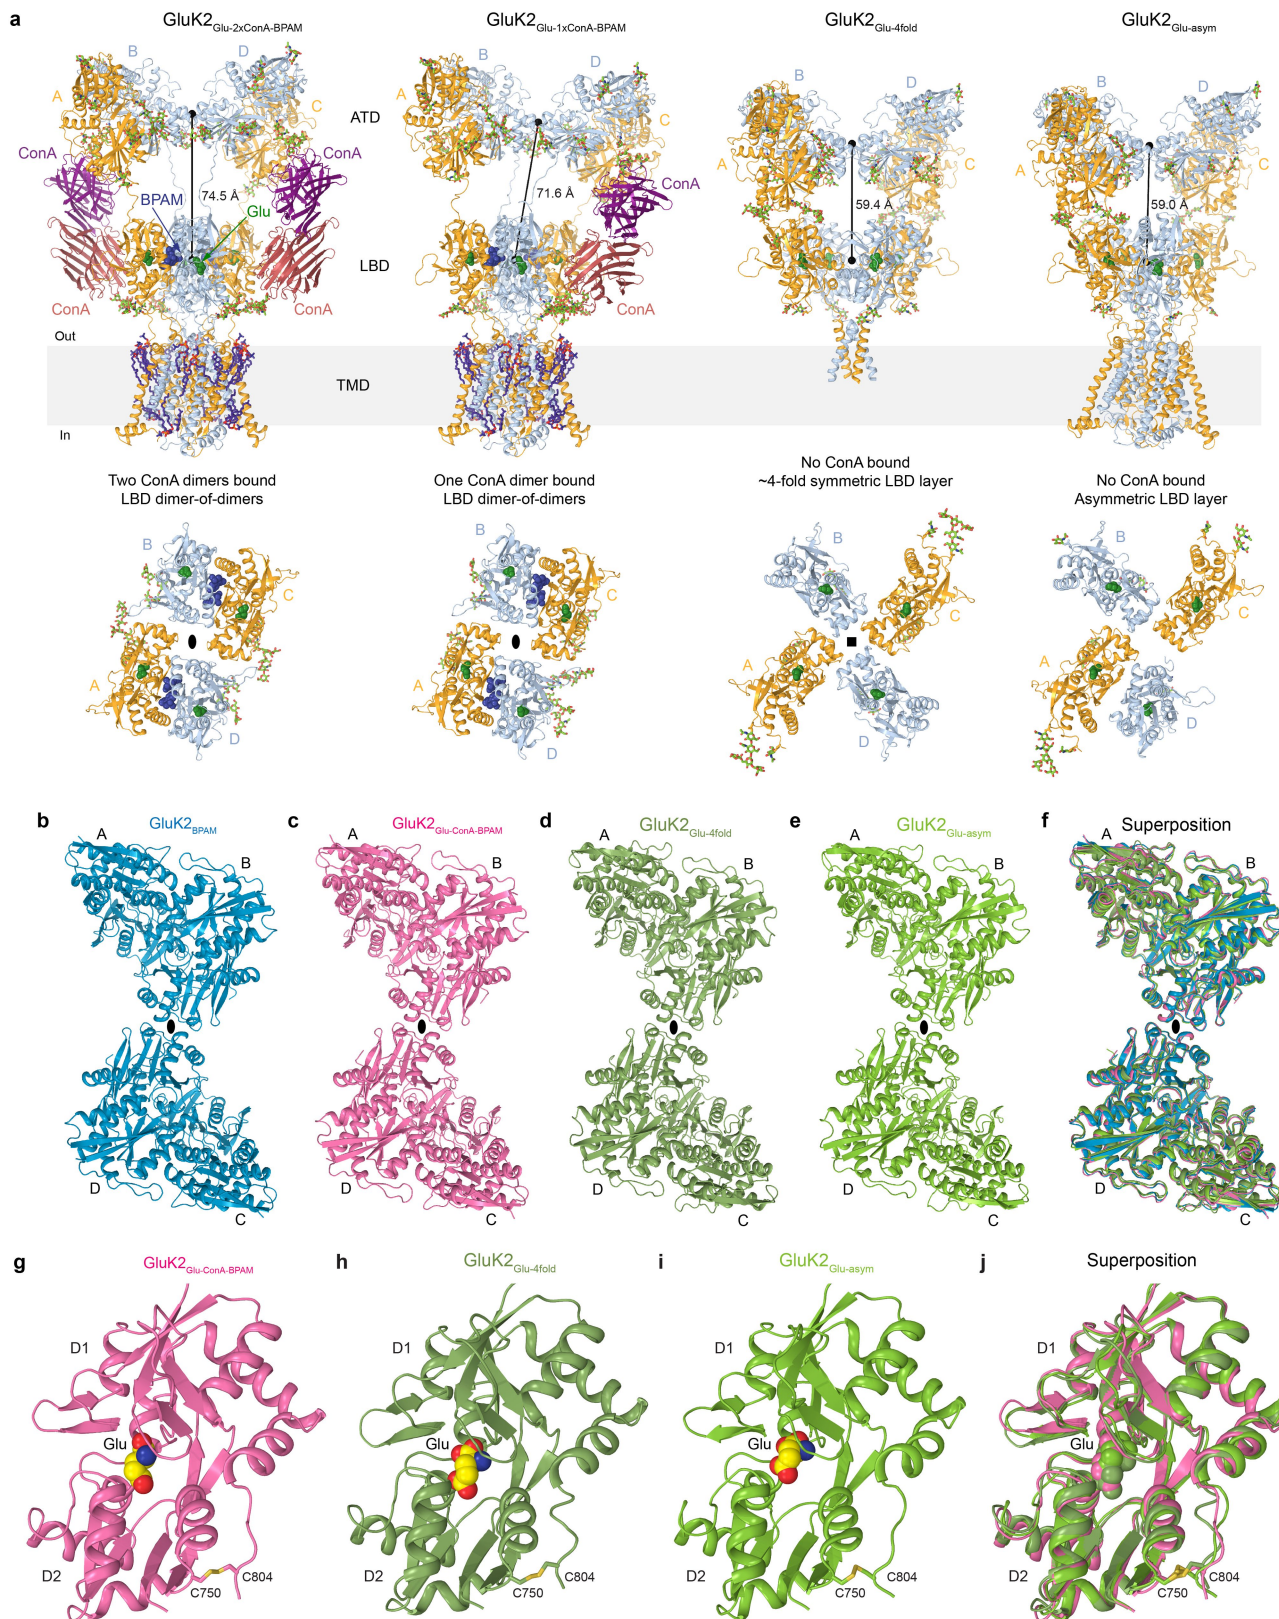 a
GluK2Glu-2xConA-BPAM
GluK2Glu-1xConA-BPAM
GluK2Glu-4fold
GluK2Glu-asym
B
D
B
D
B
D
B
D
A
C
ATD
A
C
A
C
A
C
ConA
ConA
ConA
BPAM
74.5 Å
Glu
71.6 Å
59.4 Å
59.0 Å
LBD
ConA
ConA
ConA
Out
TMD
In
Two ConA dimers bound
LBD dimer-of-dimers
One ConA dimer bound
LBD dimer-of-dimers
No ConA bound
~4-fold symmetric LBD layer
No ConA bound
Asymmetric LBD layer
B
C
A
D
B
C
A
D
B
C
A
D
B
C
A
D
b
GluK2BPAM
A
B
D
C
c
GluK2Glu-ConA-BPAM
A
B
D
C
d
GluK2Glu-4fold
A
B
D
C
e
GluK2Glu-asym
A
B
D
C
f
Superposition
A
B
D
C
g
GluK2Glu-ConA-BPAM
D1
Glu
D2
C750
C804
h
GluK2Glu-4fold
D1
Glu
D2
C750
C804
i
GluK2Glu-asym
D1
Glu
D2
C750
C804
j
Superposition
D1
Glu
D2
C750
C804